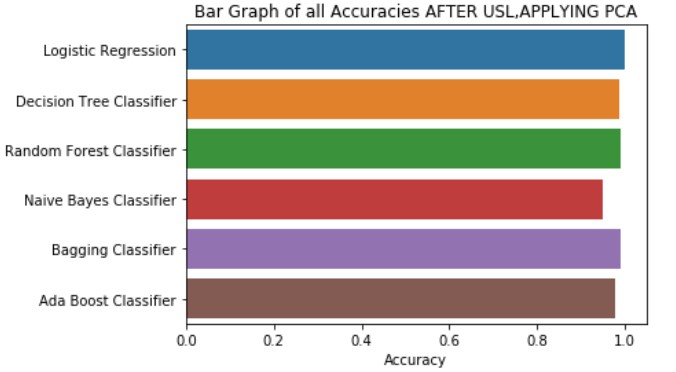 Bar Graph of all Accuracies AFTER USL,APPLYING PCA
Logistic Regression
Decision Tree Classifier
Random Forest Classifier
Naive Bayes Classifier
Bagging Classifier
Ada Boost Classifier
0.0 0.2 0.4 0.6 0.8 1.0
Accuracy